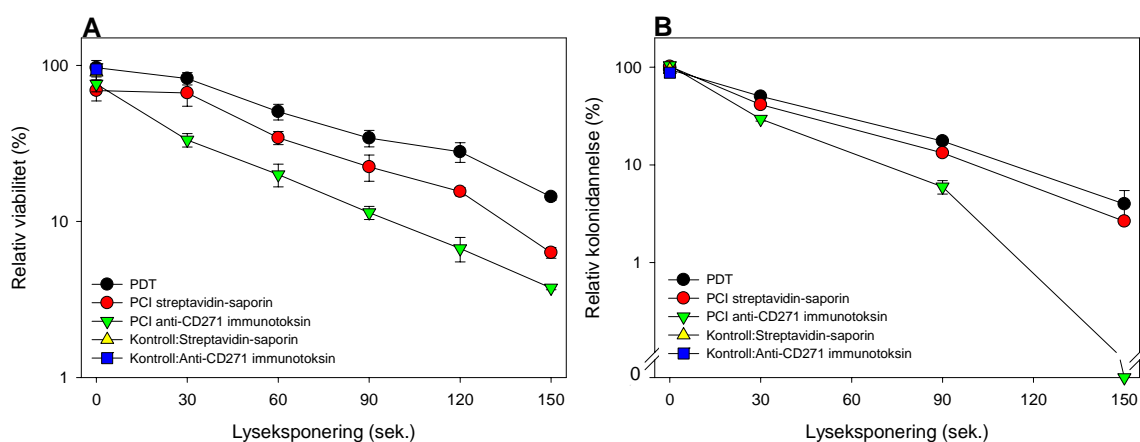 A
Relativ viabilitet (%)
100
10
1
PDT
PCI streptavidin-saporin
PCI anti-CD271 immunotoksin
Kontroll:Streptavidin-saporin
Kontroll:Anti-CD271 immunotoksin
0 30 60 90 120 150
Lyseksponering (sek.)
B
Relativ kolonidannelse (%)
100
10
1
0
PDT
PCI streptavidin-saporin
PCI anti-CD271 immunotoksin
Kontroll:Streptavidin-saporin
Kontroll:Anti-CD271 immunotoksin
0 30 60 90 120 150
Lyseksponering (sek.)